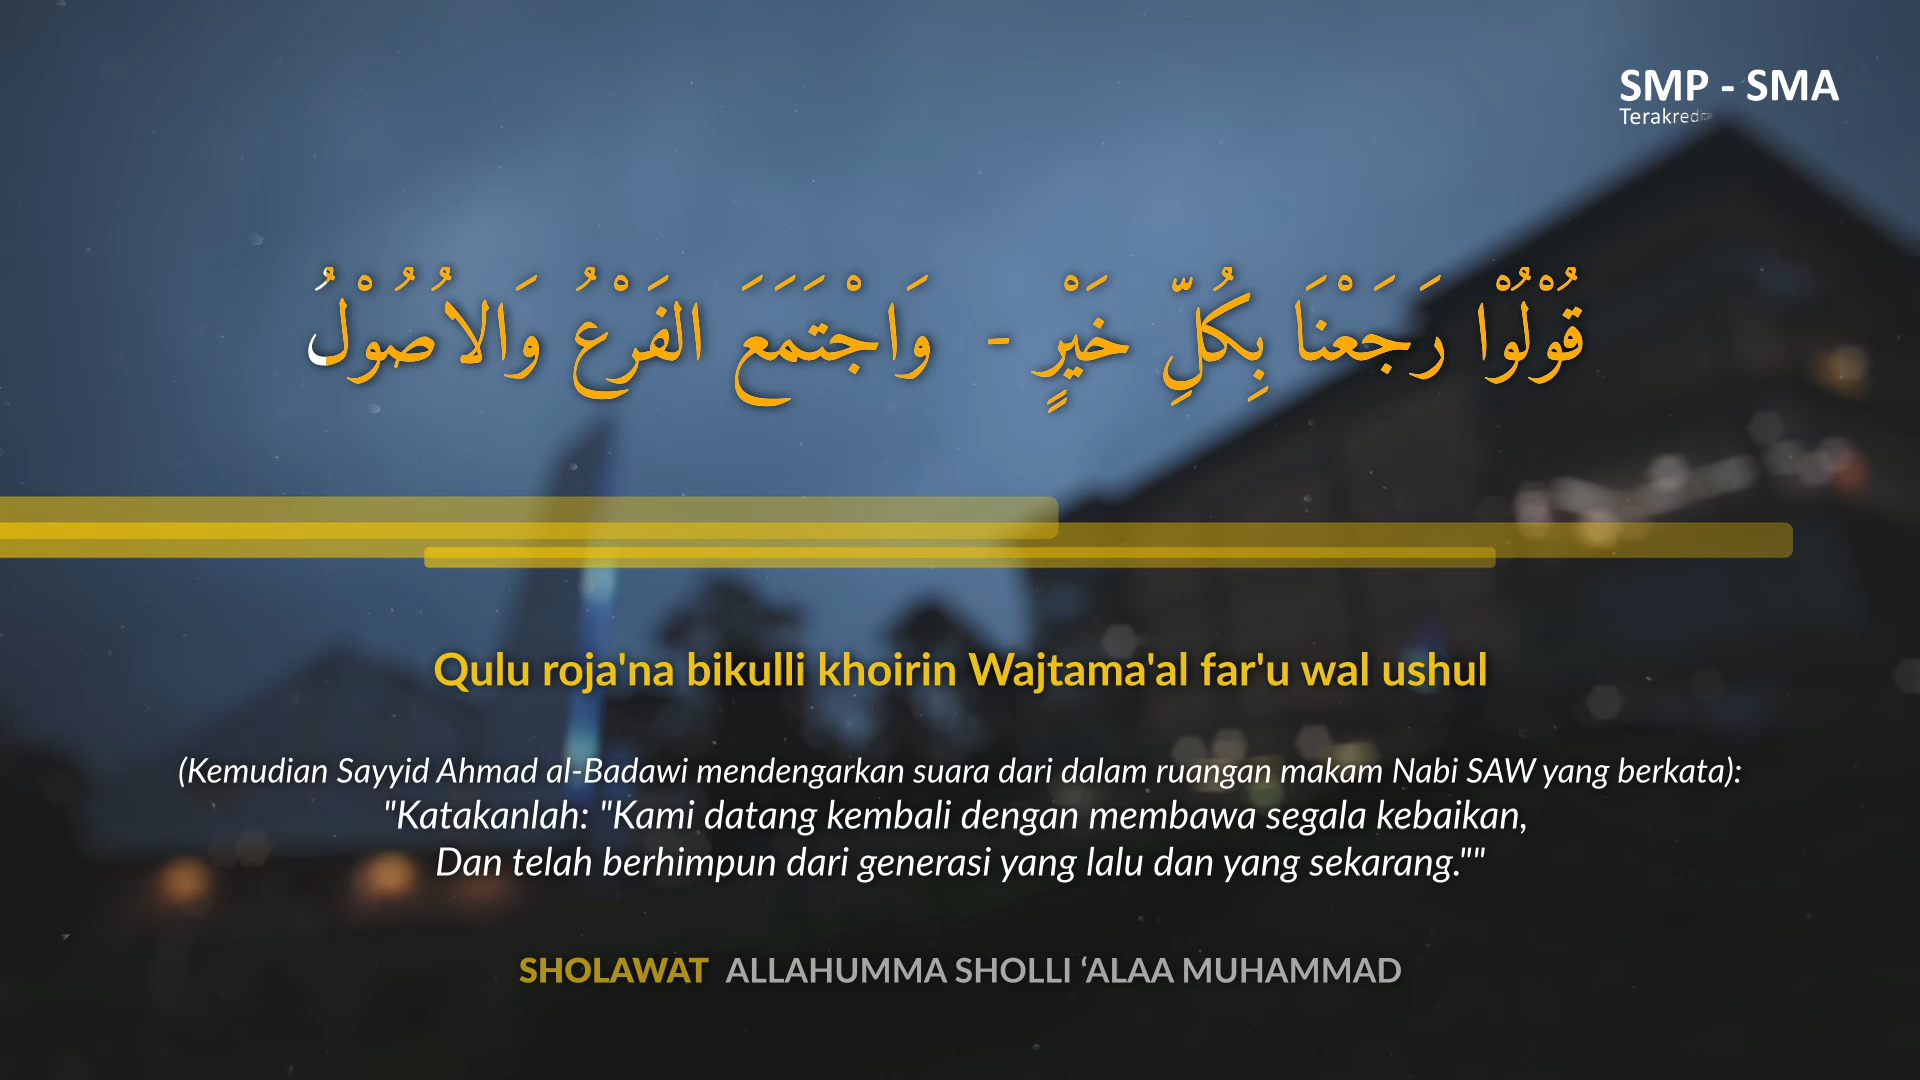 SMP - SMA
قُوْلُوْا رَجَعْنَا بِكُلِّ خَيْرٍ - وَاجْتَمَعَ الفَرْعُ وَالاُصُوْلُ
Qulu roja'na bikulli khoirin Wajtama'al far'u wal ushul
(Kemudian Sayyid Ahmad al-Badawi mendengarkan suara dari dalam ruangan makam Nabi SAW yang berkata):
"Katakanlah: "Kami datang kembali dengan membawa segala kebaikan,
Dan telah berhimpun dari generasi yang lalu dan yang sekarang.""
SHOLAWAT ALLAHUMMA SHOLLI ‘ALAA MUHAMMAD